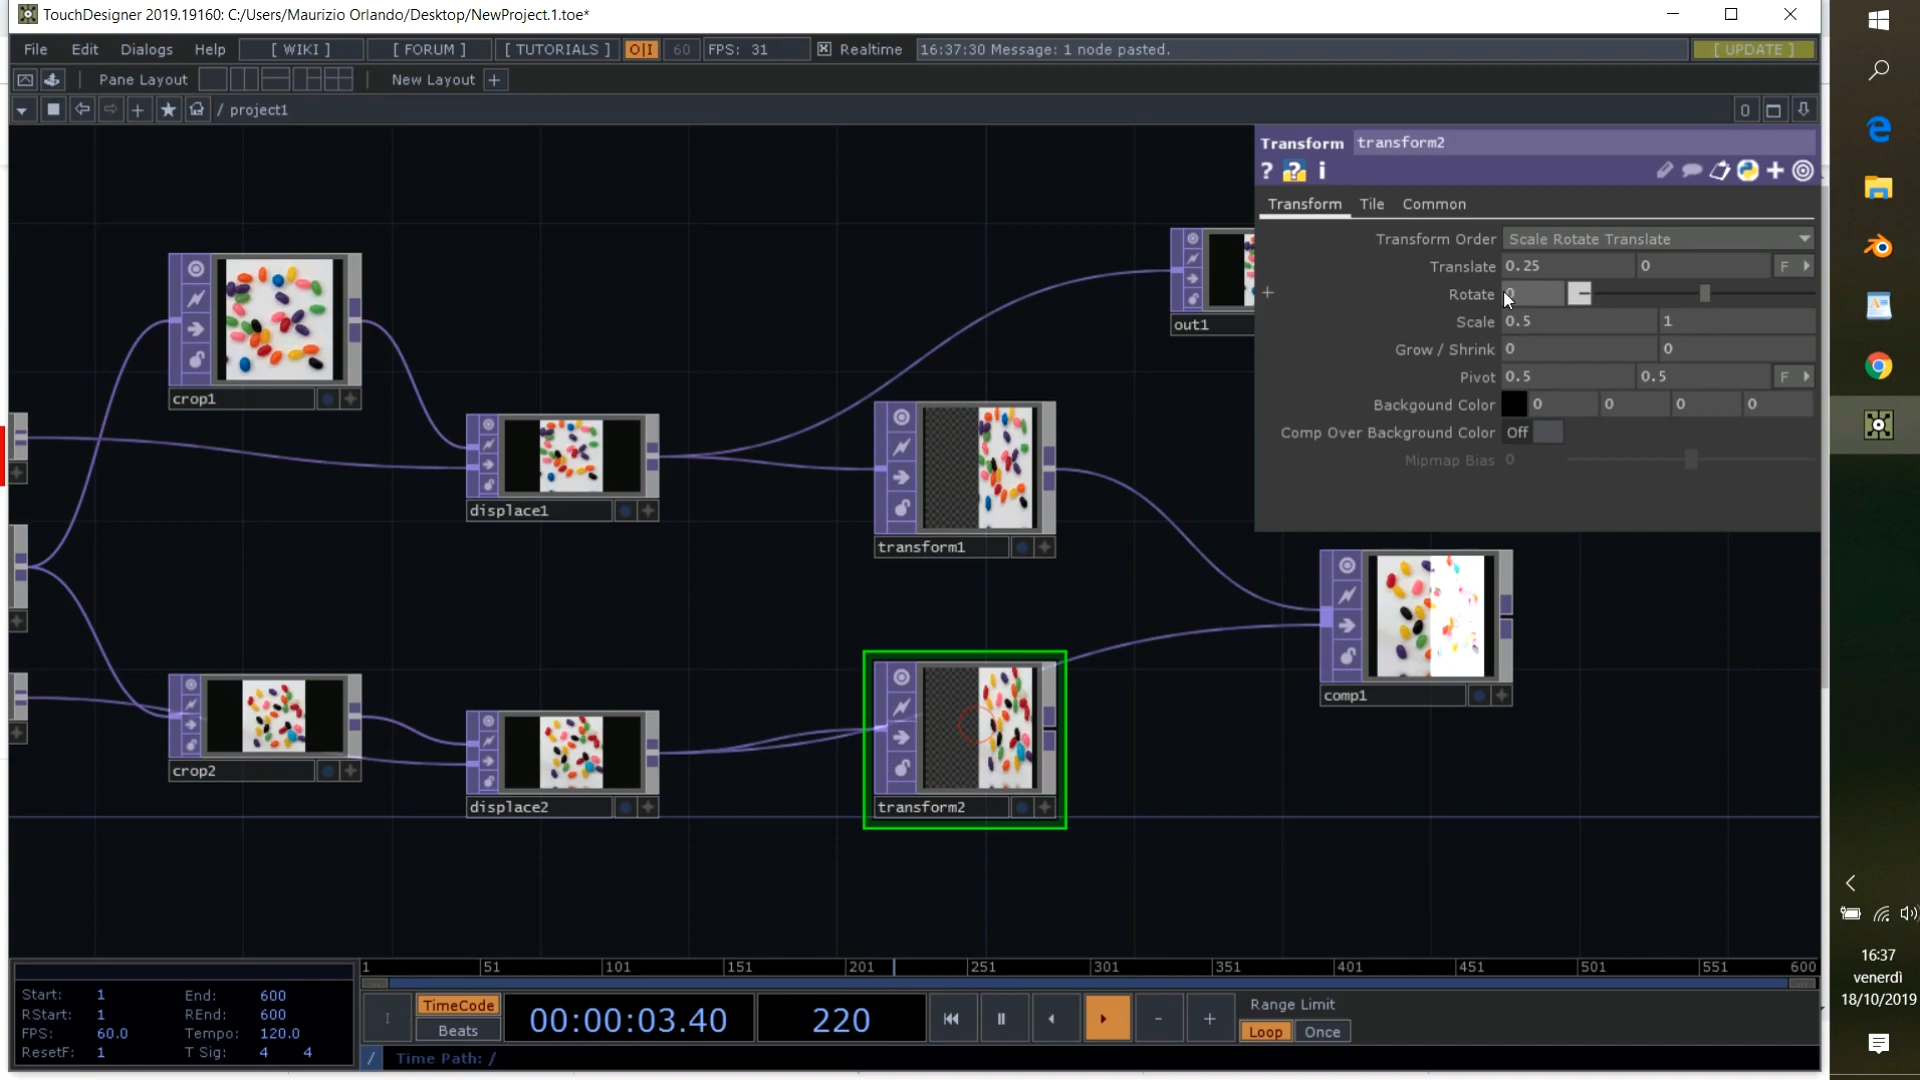 TouchDesigner 2019.19160: C:/Users/Maurizio Orlando/Desktop/NewProject.1.toe*
File Edit Dialogs Help [ WIKI ] [ FORUM ] [ TUTORIALS ] O|I 60 FPS: 31 Realtime 16:37:30 Message: 1 node pasted. [ UPDATE ]
Pane Layout New Layout +
/ project1 0
Transform transform2
? ? i
Transform Tile Common
Transform Order Scale Rotate Translate
Translate 0.25 0 F
Rotate 0
Scale 0.5 1
Grow / Shrink 0 0
Pivot 0.5 0.5 F
Backgound Color 0 0 0 0
Comp Over Background Color Off
Mipmap Bias 0
out1
crop1
displace1
transform1
comp1
crop2
displace2
transform2
1 51 101 151 201 251 301 351 401 451 501 551 600
Start: 1 End: 600
RStart: 1 REnd: 600
FPS: 60.0 Tempo: 120.0
ResetF: 1 T Sig: 4 4
TimeCode
Beats
00:00:03.40
220
- +
Range Limit
Loop Once
/ Time Path: /
16:37
venerdì
18/10/2019